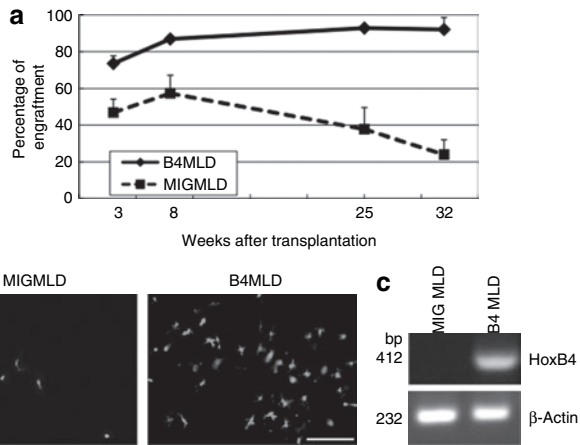 a
100
80
60
40
20
0
Percentage of
engraftment
B4MLD
MIGMLD
3 8 25 32
Weeks after transplantation
MIGMLD B4MLD
c
MIG MLD
B4 MLD
bp
412 HoxB4
232 β-Actin